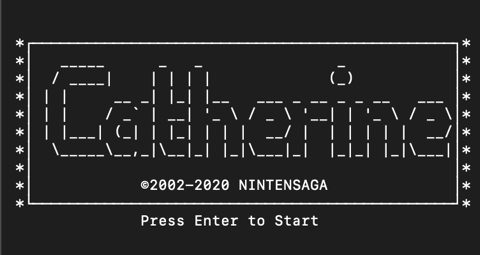 Catherine
©2002-2020 NINTENSAGA
Press Enter to Start